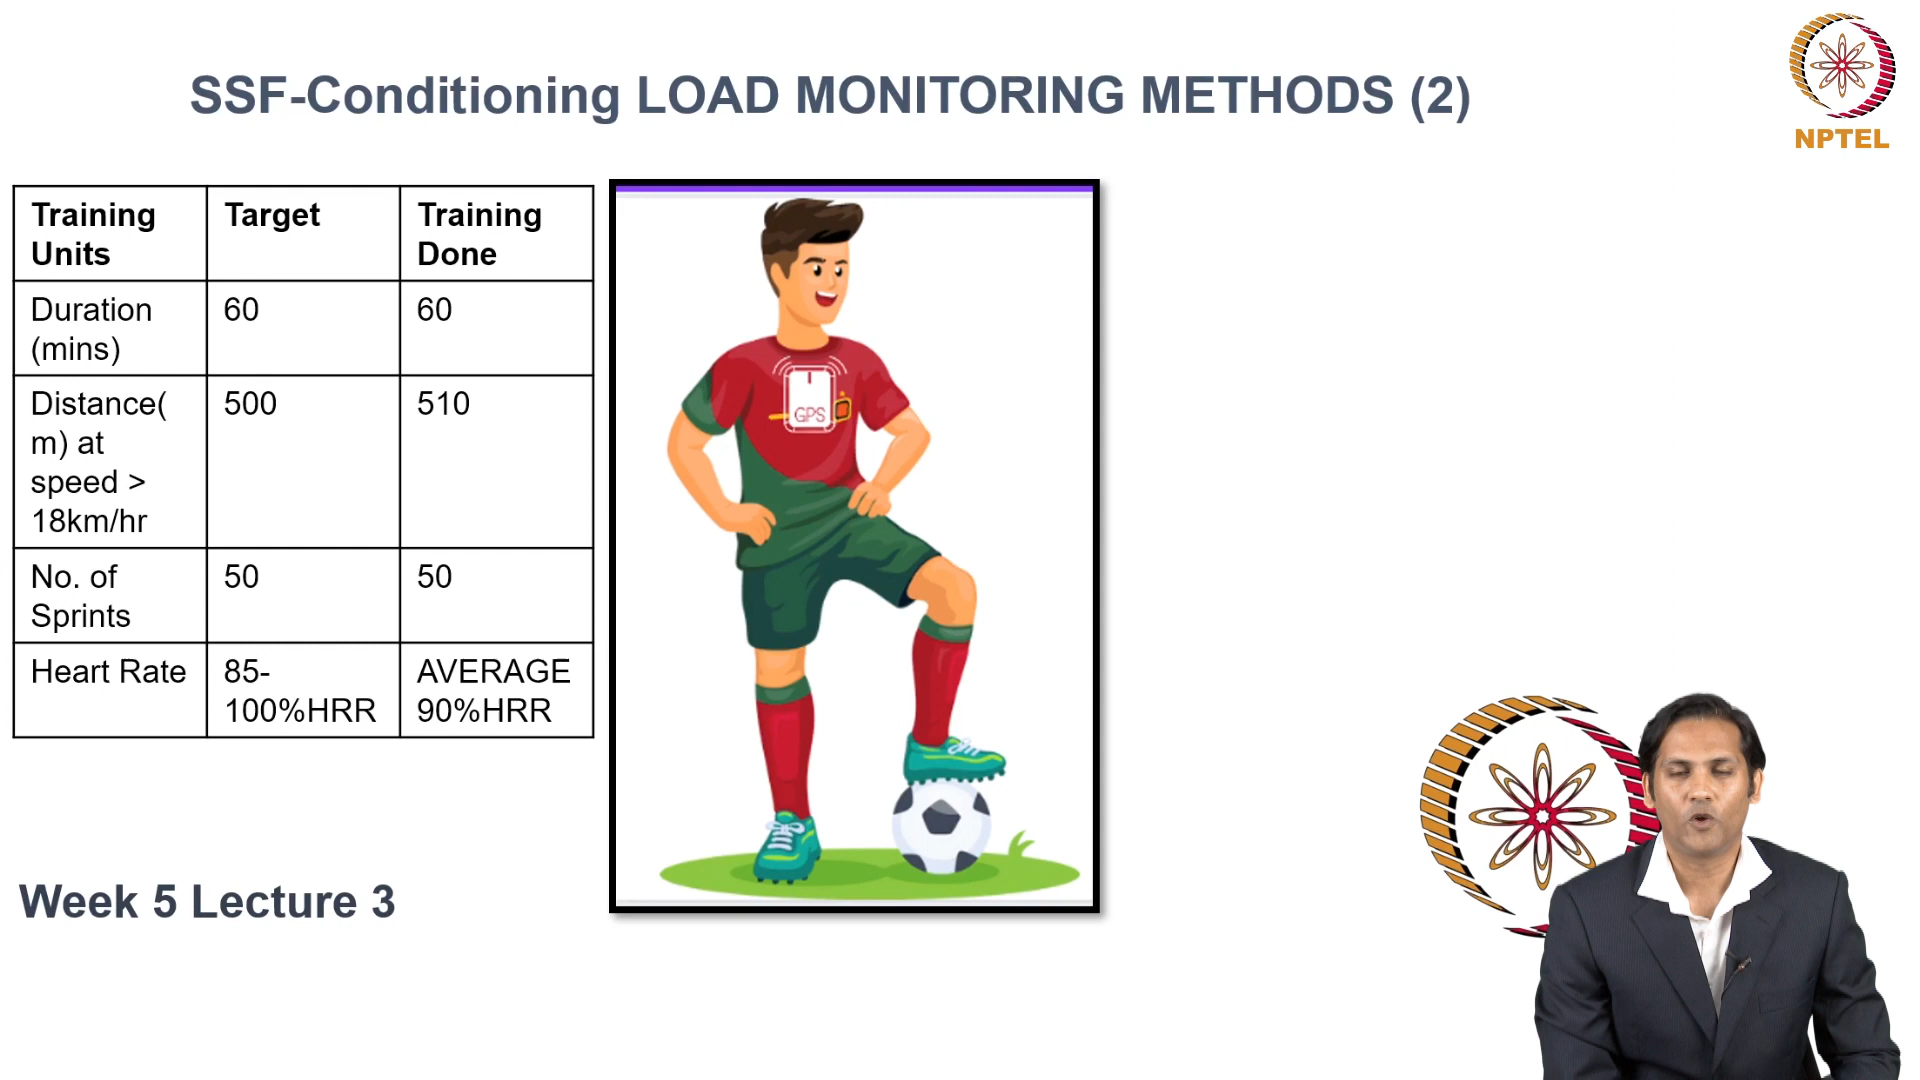 SSF-Conditioning LOAD MONITORING METHODS (2)
NPTEL
Training
Units
Target
Training
Done
Duration
(mins)
60
60
Distance(
m) at
speed >
18km/hr
500
510
No. of
Sprints
50
50
Heart Rate
85-
100%HRR
AVERAGE
90%HRR
GPS
Week 5 Lecture 3